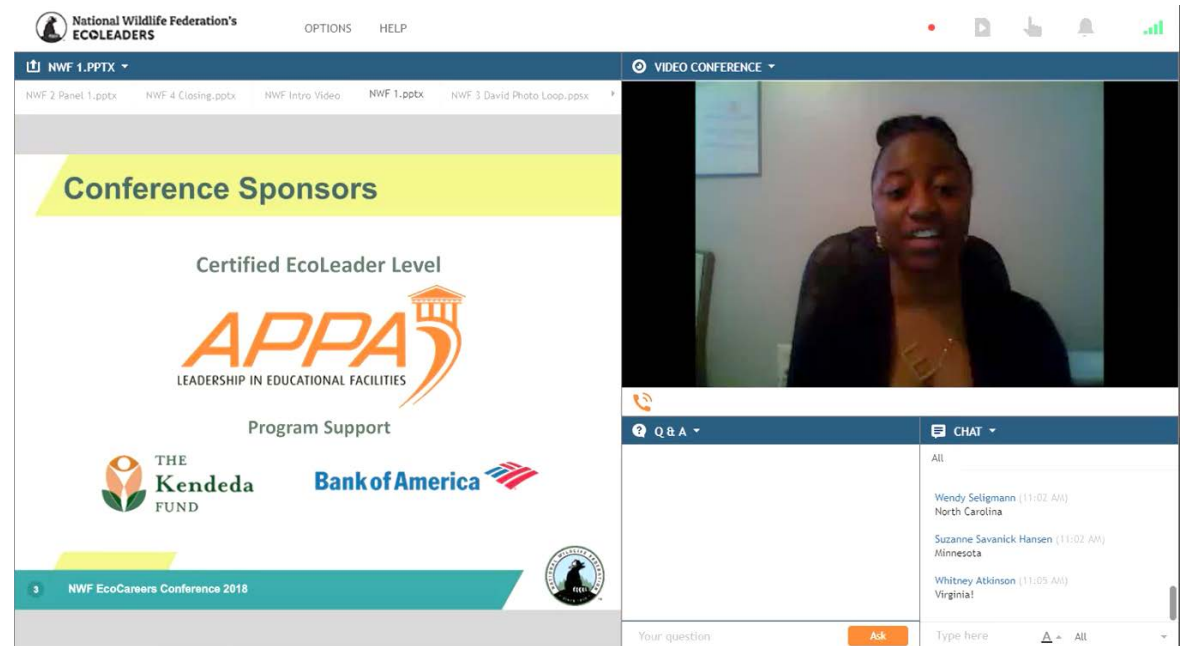 National Wildlife Federation's
ECOLEADERS
OPTIONS HELP
NWF 1.PPTX
NWF 2 Panel 1.pptx NWF 4 Closing.pptx NWF Intro Video NWF 1.pptx NWF 3 David Photo Loop.ppsx
Conference Sponsors
Certified EcoLeader Level
APPA
LEADERSHIP IN EDUCATIONAL FACILITIES
Program Support
THE
Kendeda
FUND
Bank of America
3 NWF EcoCareers Conference 2018
VIDEO CONFERENCE
Q & A
Your question
Ask
CHAT
All
Wendy Seligmann (11:02 AM)
North Carolina
Suzanne Savanick Hansen (11:02 AM)
Minnesota
Whitney Atkinson (11:05 AM)
Virginia!
Type here A All